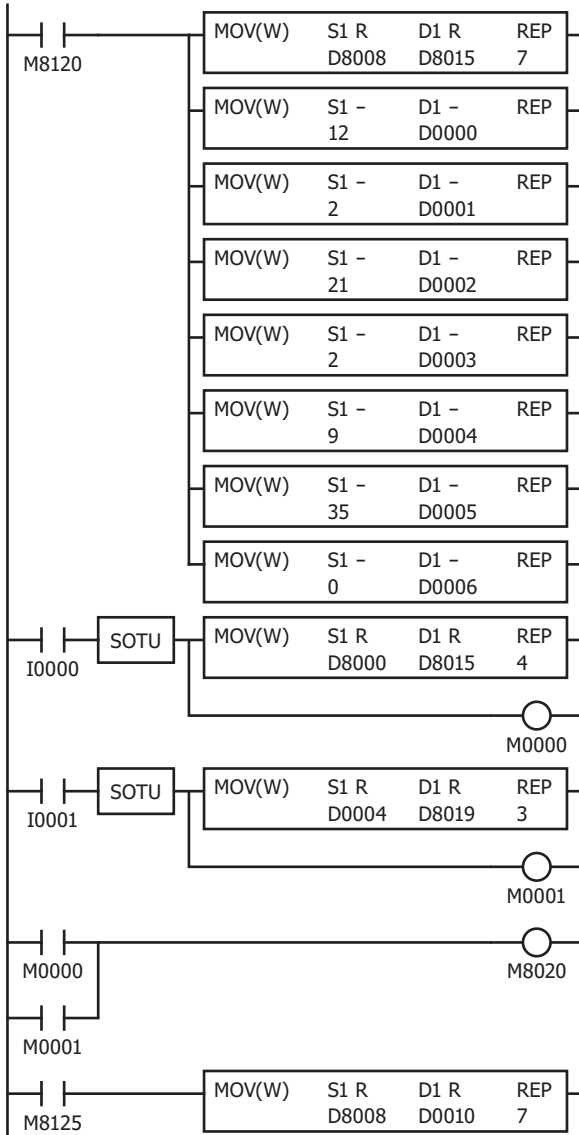 MOV(W) S1 R D1 R REP
M8120 D8008 D8015 7
MOV(W) S1 – D1 – REP
12 D0000
MOV(W) S1 – D1 – REP
2 D0001
MOV(W) S1 – D1 – REP
21 D0002
MOV(W) S1 – D1 – REP
2 D0003
MOV(W) S1 – D1 – REP
9 D0004
MOV(W) S1 – D1 – REP
35 D0005
MOV(W) S1 – D1 – REP
0 D0006
SOTU MOV(W) S1 R D1 R REP
I0000 D8000 D8015 4
M0000
SOTU MOV(W) S1 R D1 R REP
I0001 D0004 D8019 3
M0001
M0000 M8020
M0001
MOV(W) S1 R D1 R REP
M8125 D8008 D0010 7